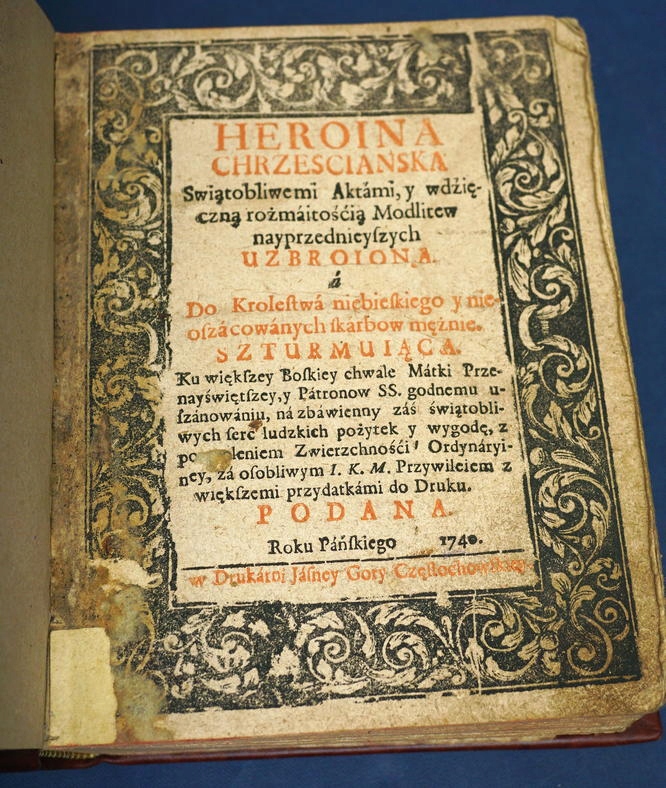 HEROINA
CHRZESCIANSKA
Swiątobliwemi Aktámi, y wdźię-
czną rożmáitośćią Modlitew
nayprzednieyſzych
UZBROIONA.
á
Do Kroleſtwá niebieſkiego y nie-
oſzácowánych ſkarbow mężnie.
SZTURMUIĄCA.
Ku większey Boſkiey chwale Mátki Prze-
nayświętſzey, y Pátronow SS. godnemu u-
ſzánowániu, ná zbáwienny záś świątobli-
wych ſerc ludzkich pożytek y wygodę, z
Zwierzchnośći Ordynáryi-
ney, zá oſobliwym I. K. M. Przywileiem z
większemi przydatkámi do Druku.
PODANA.
Roku Páńſkiego 1740.
w Drukárni Jáſney Gory Częſtochowſkiey